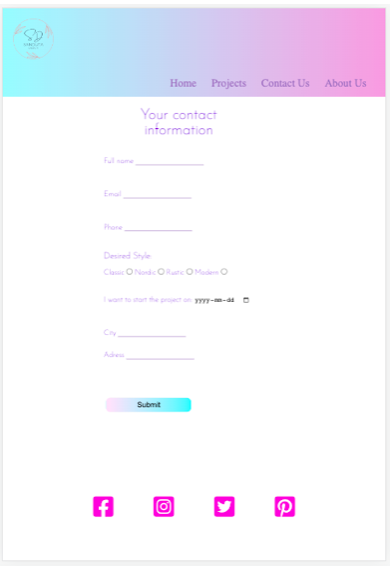 Home Projects Contact Us About Us
Your contact
information
Full name
Email
Phone
Desired Style:
Classic Nordic Rustic Modern
I want to start the project on: yyyy-mm-dd
City
Adress
Submit